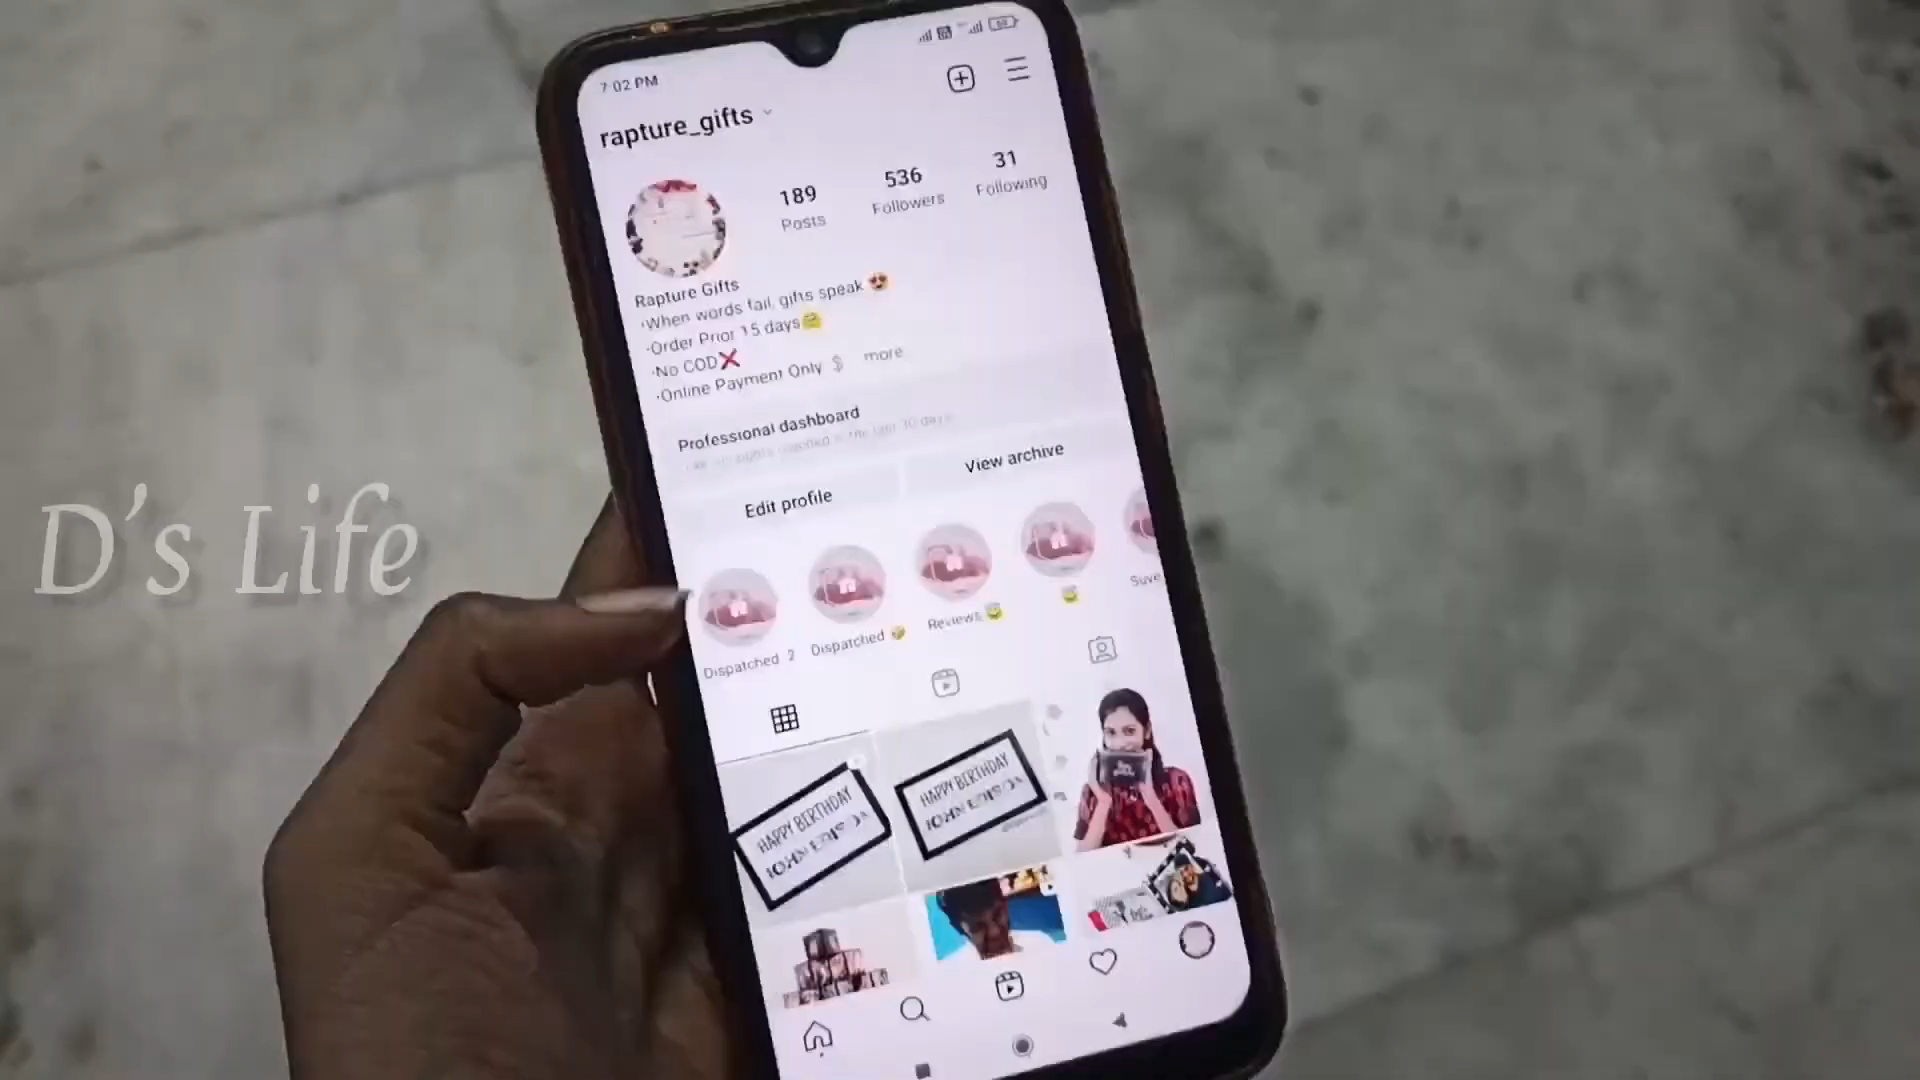 7:02 PM
rapture_gifts
189
Posts
536
Followers
31
Following
Rapture Gifts
•When words fail, gifts speak 😍
•Order Prior 15 days🤗
•No COD❌
•Online Payment Only $ more
Professional dashboard
Edit profile
View archive
Dispatched 2
Dispatched
Reviews
Suve
HAPPY BIRTHDAY
HAPPY BIRTHDAY
D's Life